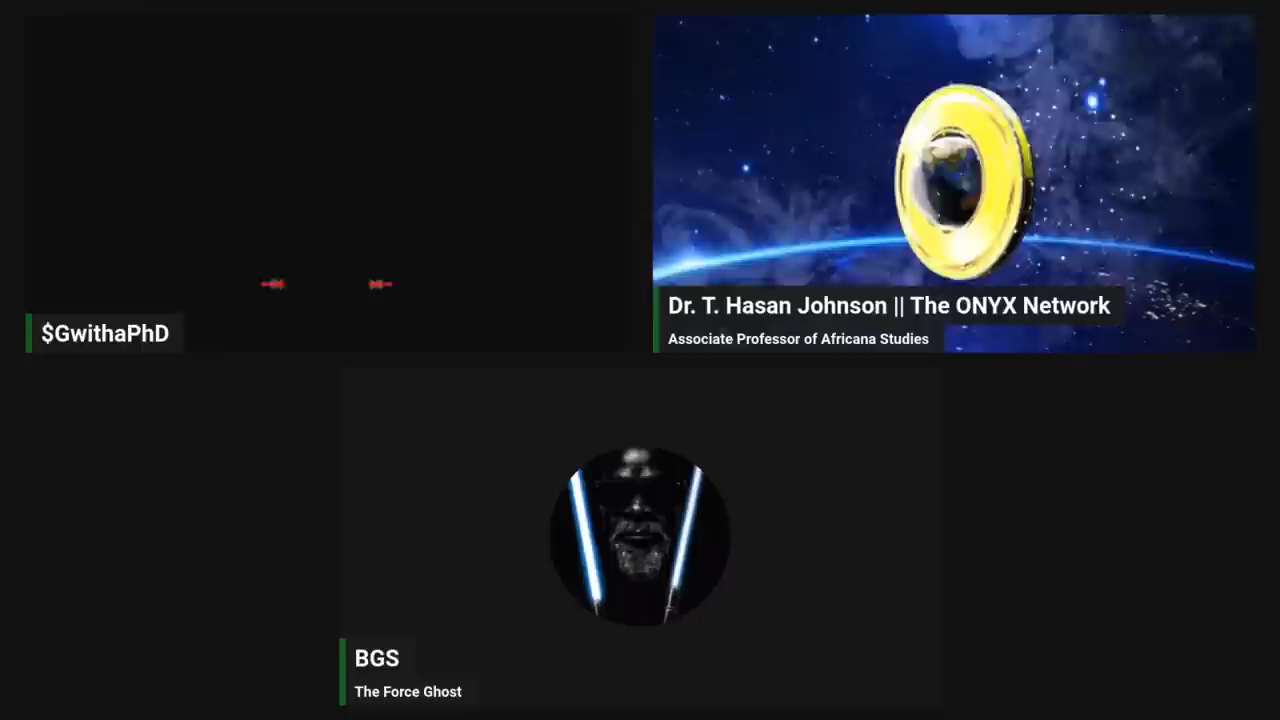 $GwithaPhD
Dr. T. Hasan Johnson || The ONYX Network
Associate Professor of Africana Studies
BGS
The Force Ghost